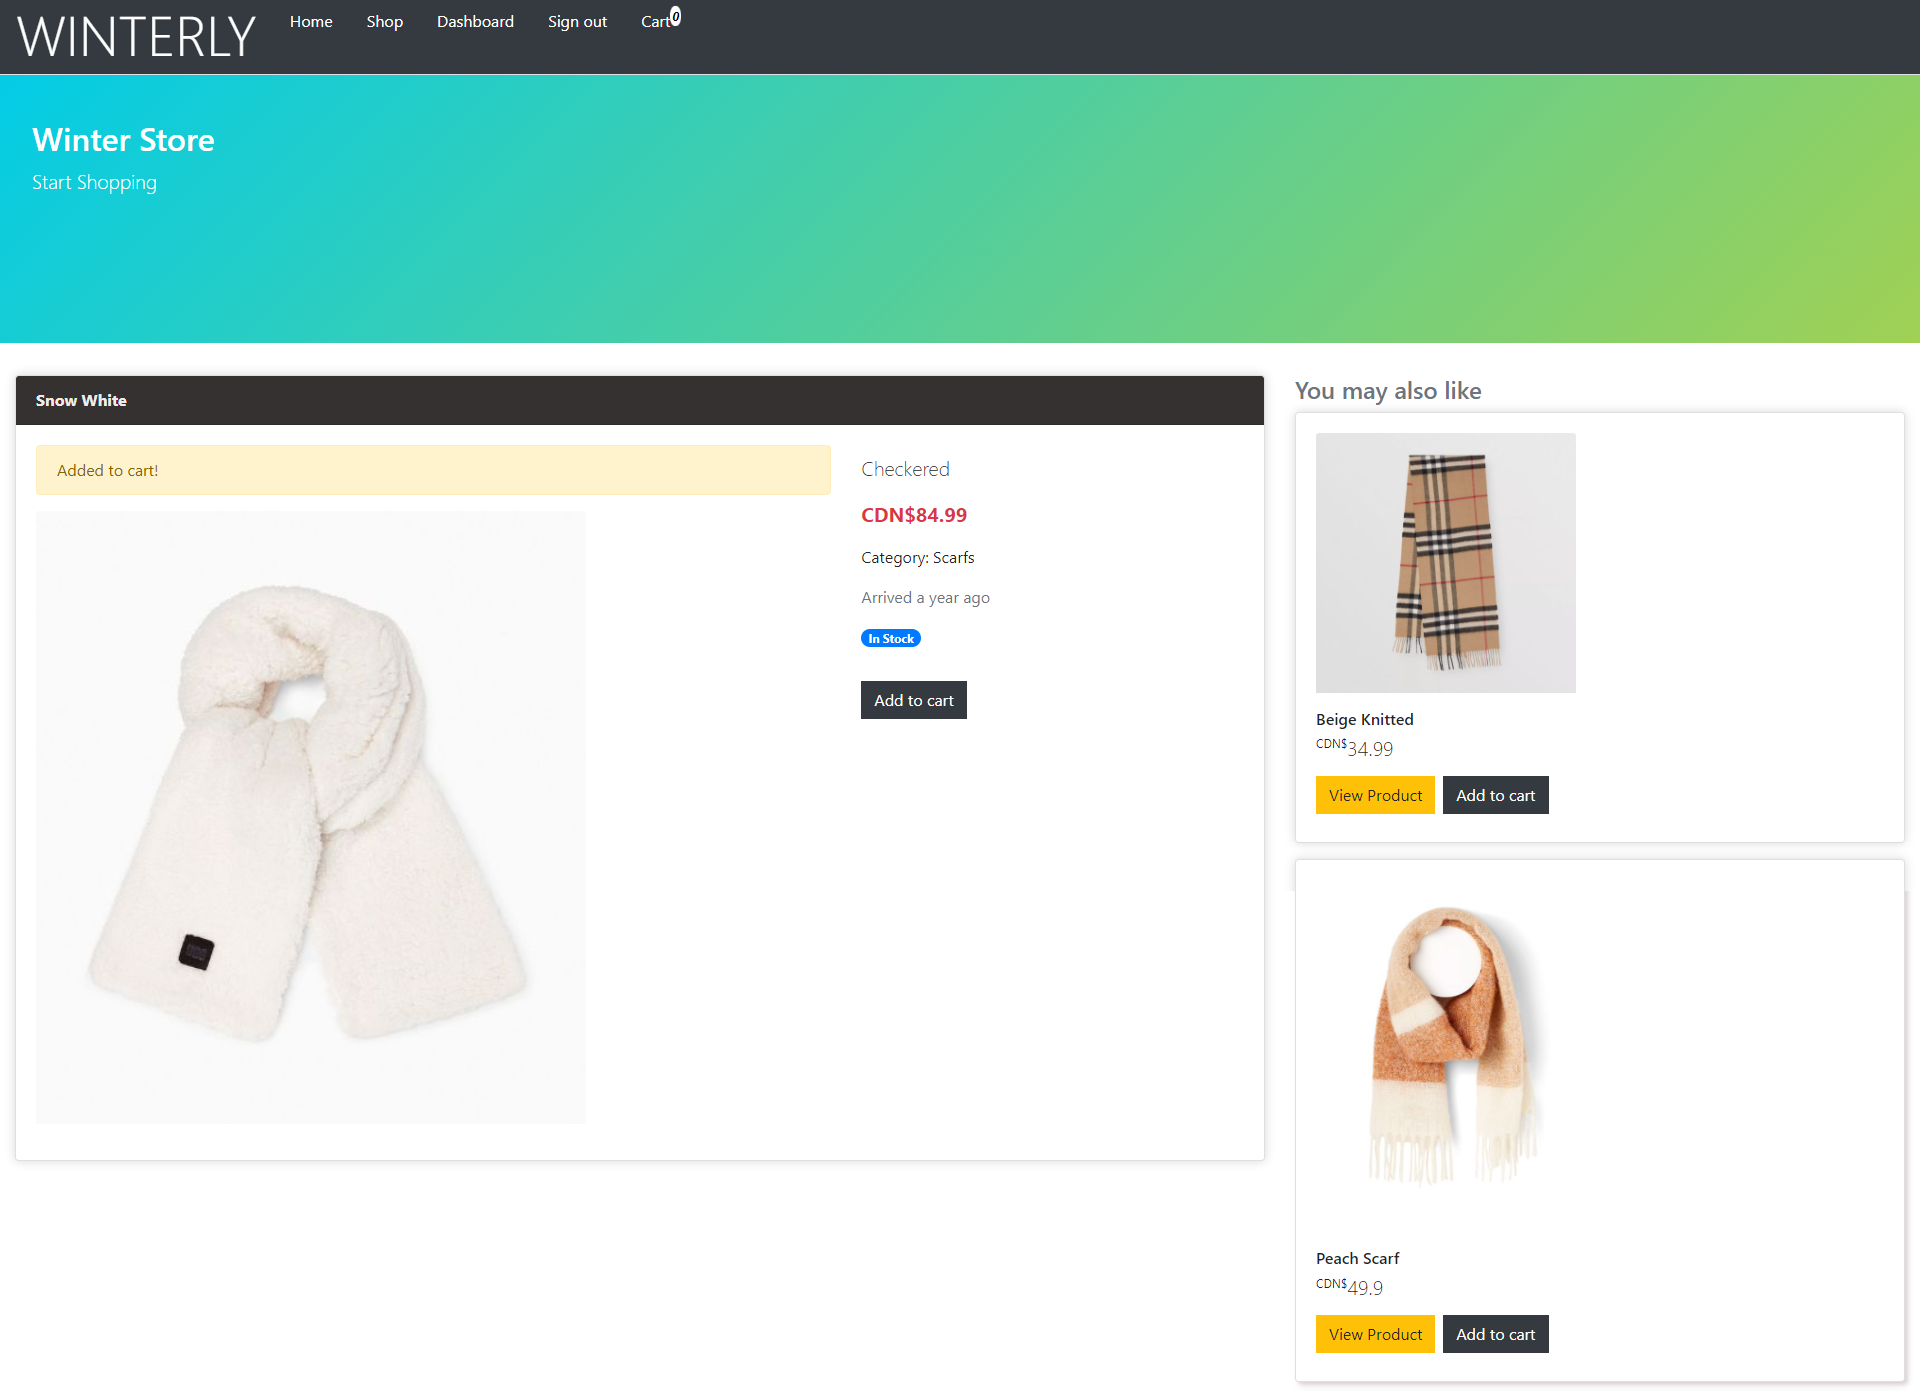 WINTERLY
Home Shop Dashboard Sign out Cart 0
Winter Store
Start Shopping
Snow White
Added to cart!
Checkered
CDN$84.99
Category: Scarfs
Arrived a year ago
In Stock
Add to cart
You may also like
Beige Knitted
CDN$34.99
View Product Add to cart
Peach Scarf
CDN$49.9
View Product Add to cart